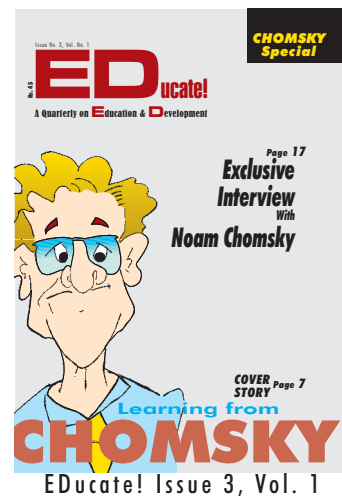 Issue No. 3, Vol. No. 1
CHOMSKY
Special
Rs. 45
EDucate!
A Quarterly on Education & Development
Page 17
Exclusive
Interview
With
Noam Chomsky
COVER
STORY Page 7
Learning from
CHOMSKY
EDucate! Issue 3, Vol. 1